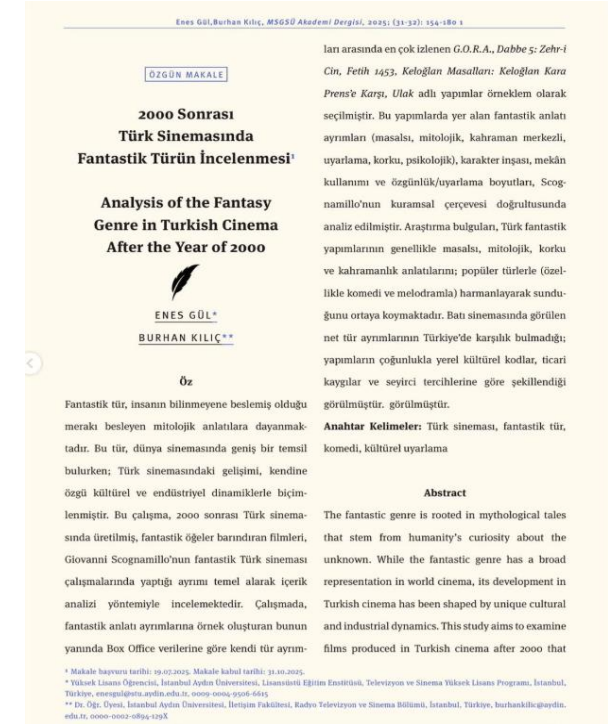 Enes Gül,Burhan Kılıç, MSGSÜ Akademi Dergisi, 2025; (31-32): 154-180 1
ÖZGÜN MAKALE
2000 Sonrası
Türk Sinemasında
Fantastik Türün İncelenmesi¹
Analysis of the Fantasy
Genre in Turkish Cinema
After the Year of 2000
ENES GÜL*
BURHAN KILIÇ**
Öz
Fantastik tür, insanın bilinmeyene beslemiş olduğu
merakı besleyen mitolojik anlatılara dayanmak-
tadır. Bu tür, dünya sinemasında geniş bir temsil
bulurken; Türk sinemasındaki gelişimi, kendine
özgü kültürel ve endüstriyel dinamiklerle biçim-
lenmiştir. Bu çalışma, 2000 sonrası Türk sinema-
sında üretilmiş, fantastik öğeler barındıran filmleri,
Giovanni Scognamillo’nun fantastik Türk sineması
çalışmalarında yaptığı ayrımı temel alarak içerik
analizi yöntemiyle incelemektedir. Çalışmada,
fantastik anlatı ayrımlarına örnek oluşturan bunun
yanında Box Office verilerine göre kendi tür ayrım-
ları arasında en çok izlenen G.O.R.A., Dabbe 5: Zehr-i
Cin, Fetih 1453, Keloğlan Masalları: Keloğlan Kara
Prens’e Karşı, Ulak adlı yapımlar örneklem olarak
seçilmiştir. Bu yapımlarda yer alan fantastik anlatı
ayrımları (masalsı, mitolojik, kahraman merkezli,
uyarlama, korku, psikolojik), karakter inşası, mekân
kullanımı ve özgünlük/uyarlama boyutları, Scog-
namillo’nun kuramsal çerçevesi doğrultusunda
analiz edilmiştir. Araştırma bulguları, Türk fantastik
yapımlarının genellikle masalsı, mitolojik, korku
ve kahramanlık anlatılarını; popüler türlerle (özel-
likle komedi ve melodramla) harmanlayarak sundu-
ğunu ortaya koymaktadır. Batı sinemasında görülen
net tür ayrımlarının Türkiye’de karşılık bulmadığı;
yapımların çoğunlukla yerel kültürel kodlar, ticari
kaygılar ve seyirci tercihlerine göre şekillendiği
görülmüştür. görülmüştür.
Anahtar Kelimeler: Türk sineması, fantastik tür,
komedi, kültürel uyarlama
Abstract
The fantastic genre is rooted in mythological tales
that stem from humanity’s curiosity about the
unknown. While the fantastic genre has a broad
representation in world cinema, its development in
Turkish cinema has been shaped by unique cultural
and industrial dynamics. This study aims to examine
films produced in Turkish cinema after 2000 that
¹ Makale başvuru tarihi: 19.07.2025. Makale kabul tarihi: 31.10.2025.
* Yüksek Lisans Öğrencisi, İstanbul Aydın Üniversitesi, Lisansüstü Eğitim Enstitüsü, Televizyon ve Sinema Yüksek Lisans Programı, İstanbul,
Türkiye, enesgul@stu.aydin.edu.tr, 0009-0004-9506-6615
** Dr. Öğr. Üyesi, İstanbul Aydın Üniversitesi, İletişim Fakültesi, Radyo Televizyon ve Sinema Bölümü, İstanbul, Türkiye, burhankilic@aydin.
edu.tr, 0000-0002-0894-129X